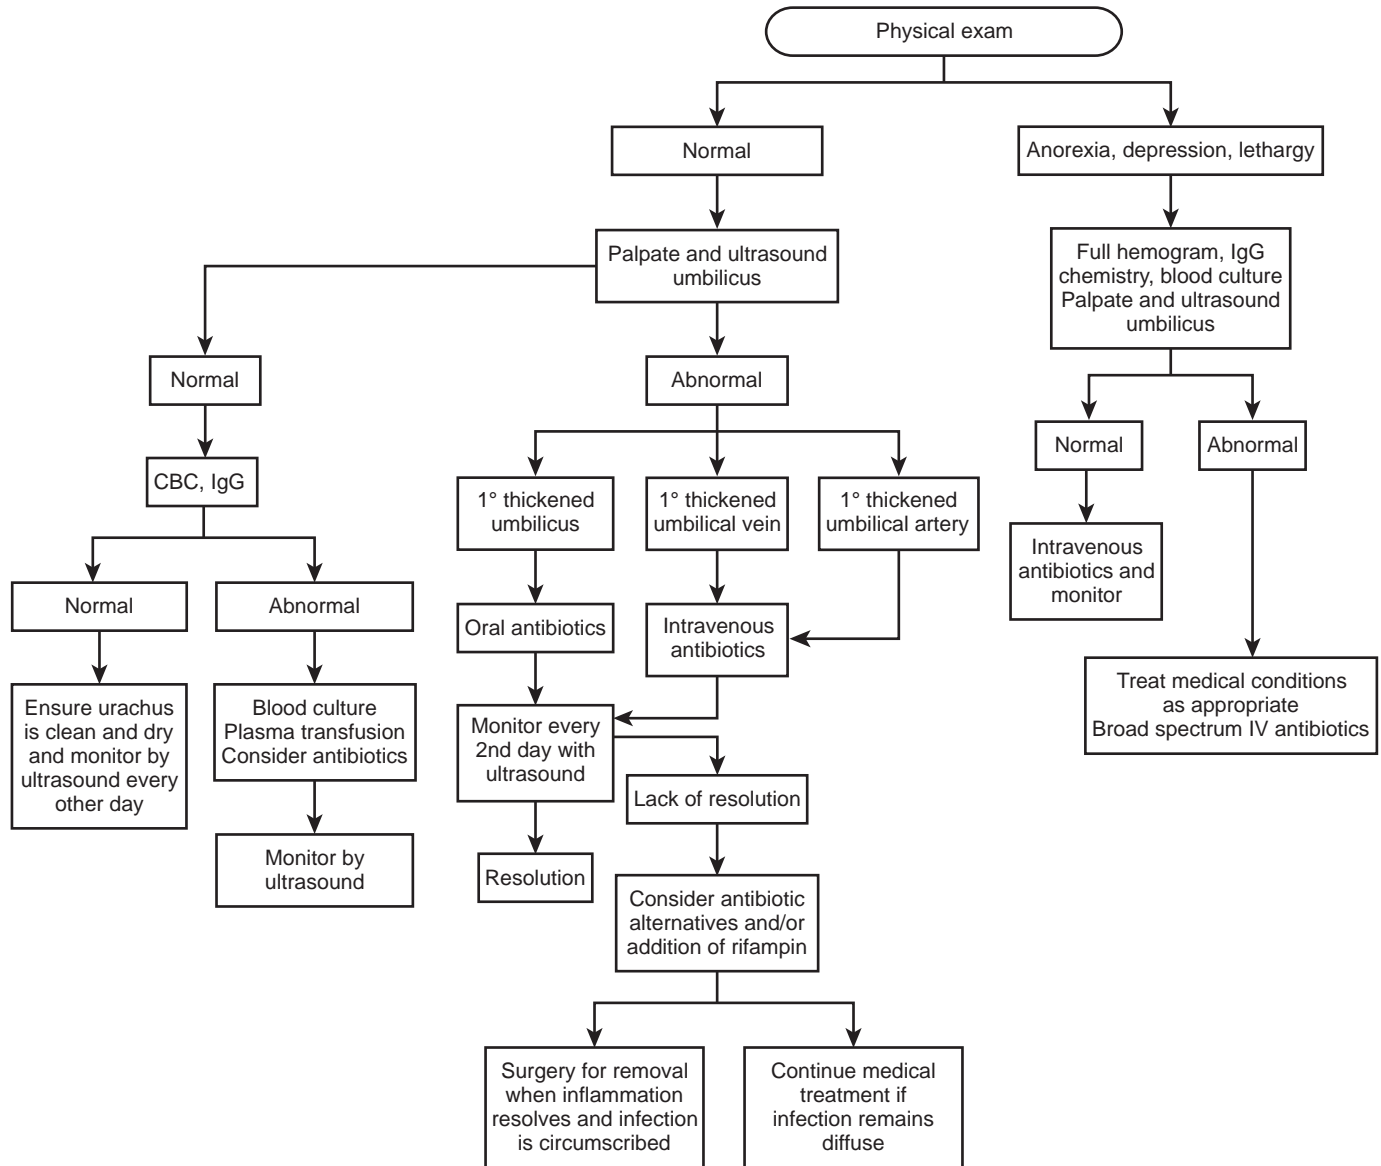 Physical exam
Normal
Anorexia, depression, lethargy
Palpate and ultrasound
umbilicus
Full hemogram, IgG
chemistry, blood culture
Palpate and ultrasound
umbilicus
Normal
Abnormal
Normal
Abnormal
CBC, IgG
1° thickened
umbilicus
1° thickened
umbilical vein
1° thickened
umbilical artery
Intravenous
antibiotics and
monitor
Normal
Abnormal
Oral antibiotics
Intravenous
antibiotics
Ensure urachus
is clean and dry
and monitor by
ultrasound every
other day
Blood culture
Plasma transfusion
Consider antibiotics
Monitor every
2nd day with
ultrasound
Treat medical conditions
as appropriate
Broad spectrum IV antibiotics
Lack of resolution
Monitor by
ultrasound
Resolution
Consider antibiotic
alternatives and/or
addition of rifampin
Surgery for removal
when inflammation
resolves and infection
is circumscribed
Continue medical
treatment if
infection remains
diffuse